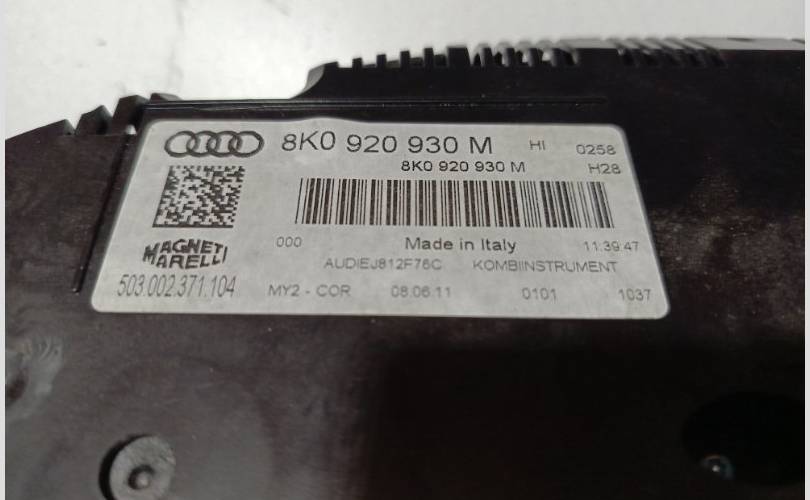 8K0 920 930 M HI 0258
8K0 920 930 M H28
000 Made in Italy 11:39:47
MAGNETI
MARELLI
AUDIEJ812F76C KOMBIINSTRUMENT
503.002.371.104 MY2 - COR 08.06.11 0101 1037